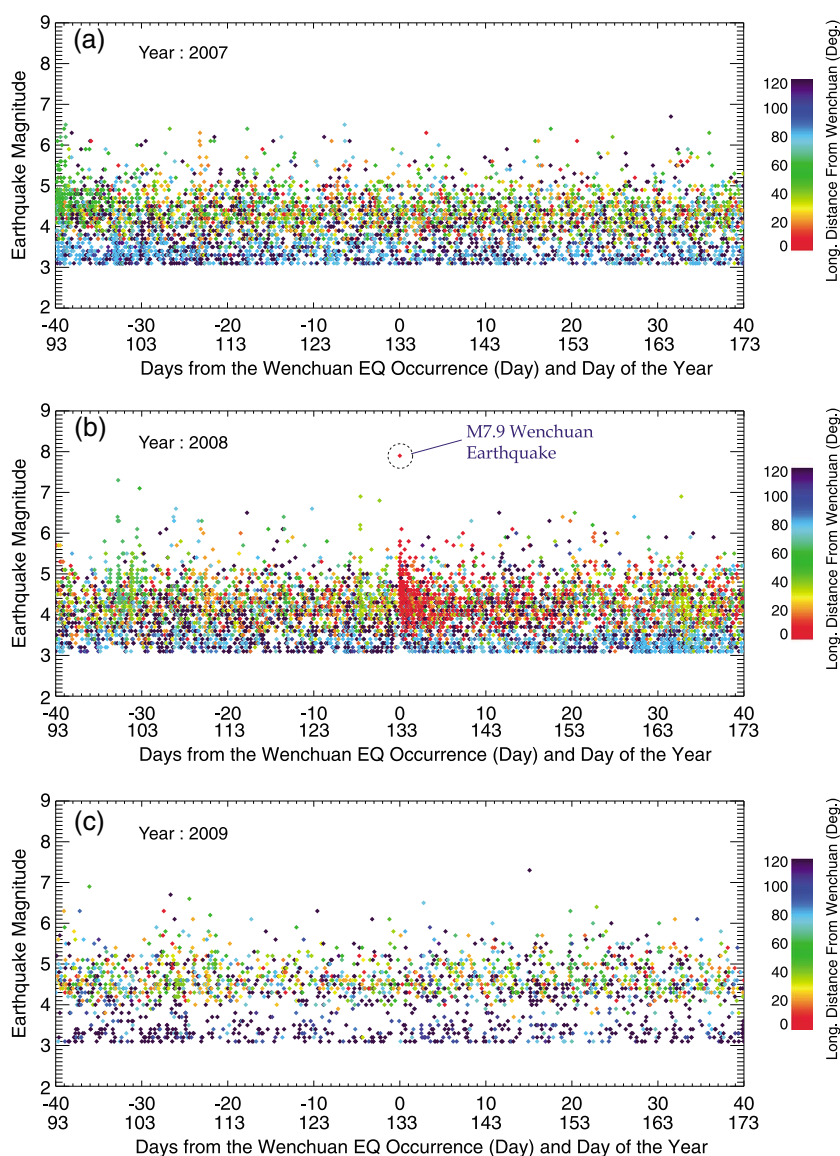 (a)
Year : 2007
Earthquake Magnitude
9
8
7
6
5
4
3
2
-40 -30 -20 -10 0 10 20 30 40
93 103 113 123 133 143 153 163 173
Days from the Wenchuan EQ Occurrence (Day) and Day of the Year
120
100
80
60
40
20
0
Long. Distance From Wenchuan (Deg.)
(b)
Year : 2008
M7.9 Wenchuan
Earthquake
Earthquake Magnitude
9
8
7
6
5
4
3
2
-40 -30 -20 -10 0 10 20 30 40
93 103 113 123 133 143 153 163 173
Days from the Wenchuan EQ Occurrence (Day) and Day of the Year
120
100
80
60
40
20
0
Long. Distance From Wenchuan (Deg.)
(c)
Year : 2009
Earthquake Magnitude
9
8
7
6
5
4
3
2
-40 -30 -20 -10 0 10 20 30 40
93 103 113 123 133 143 153 163 173
Days from the Wenchuan EQ Occurrence (Day) and Day of the Year
120
100
80
60
40
20
0
Long. Distance From Wenchuan (Deg.)